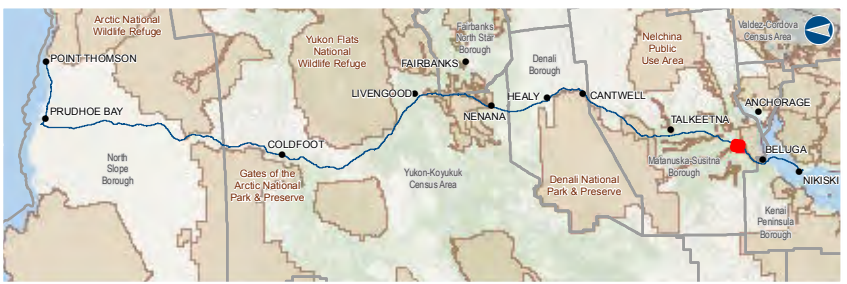 Arctic National
Wildlife Refuge
POINT THOMSON
PRUDHOE BAY
North
Slope
Borough
COLDFOOT
Gates of the
Arctic National
Park & Preserve
Yukon Flats
National
Wildlife Refuge
LIVENGOOD
FAIRBANKS
Fairbanks
North Star
Borough
NENANA
Yukon-Koyukuk
Census Area
Denali
Borough
HEALY
CANTWELL
Denali National
Park & Preserve
Nelchina
Public
Use Area
TALKEETNA
Matanuska-Susitna
Borough
Valdez-Cordova
Census Area
ANCHORAGE
BELUGA
NIKISKI
Kenai
Peninsula
Borough